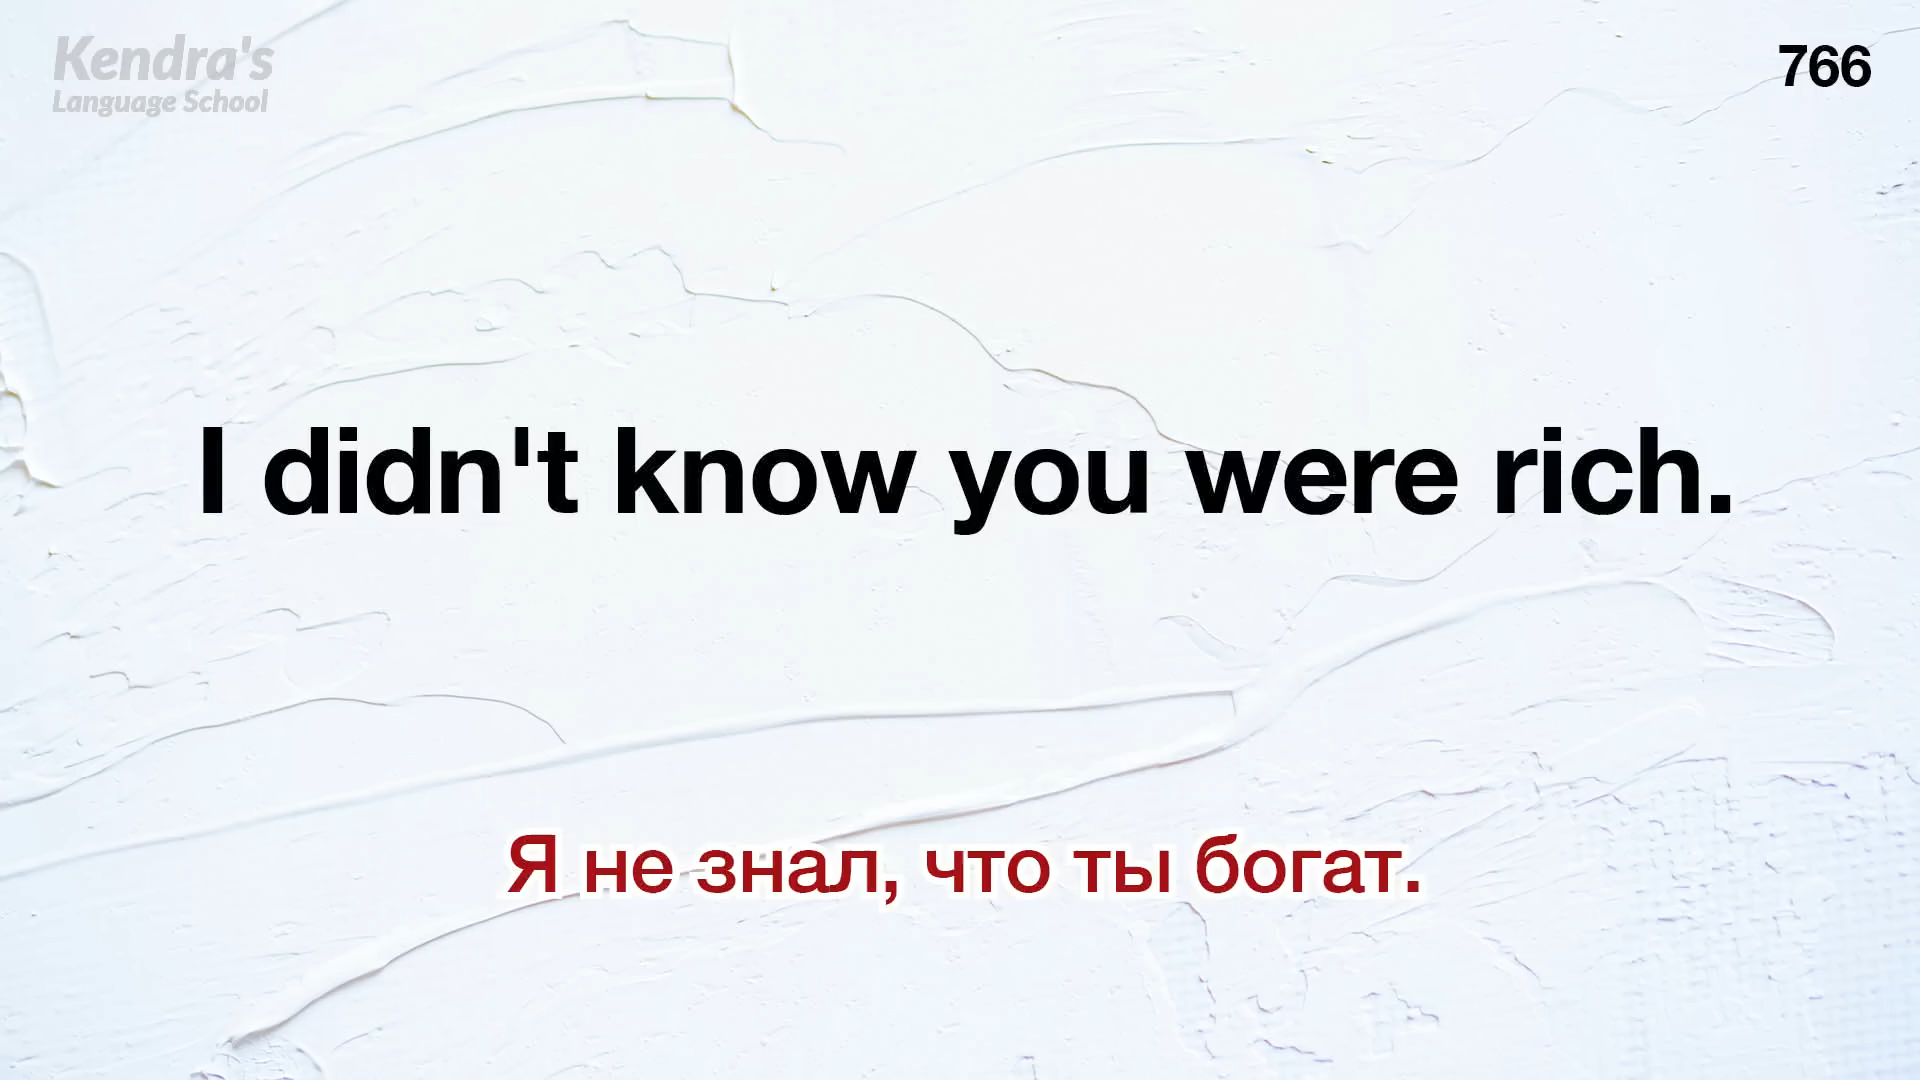 Kendra's
Language School
766
I didn't know you were rich.
Я не знал, что ты богат.